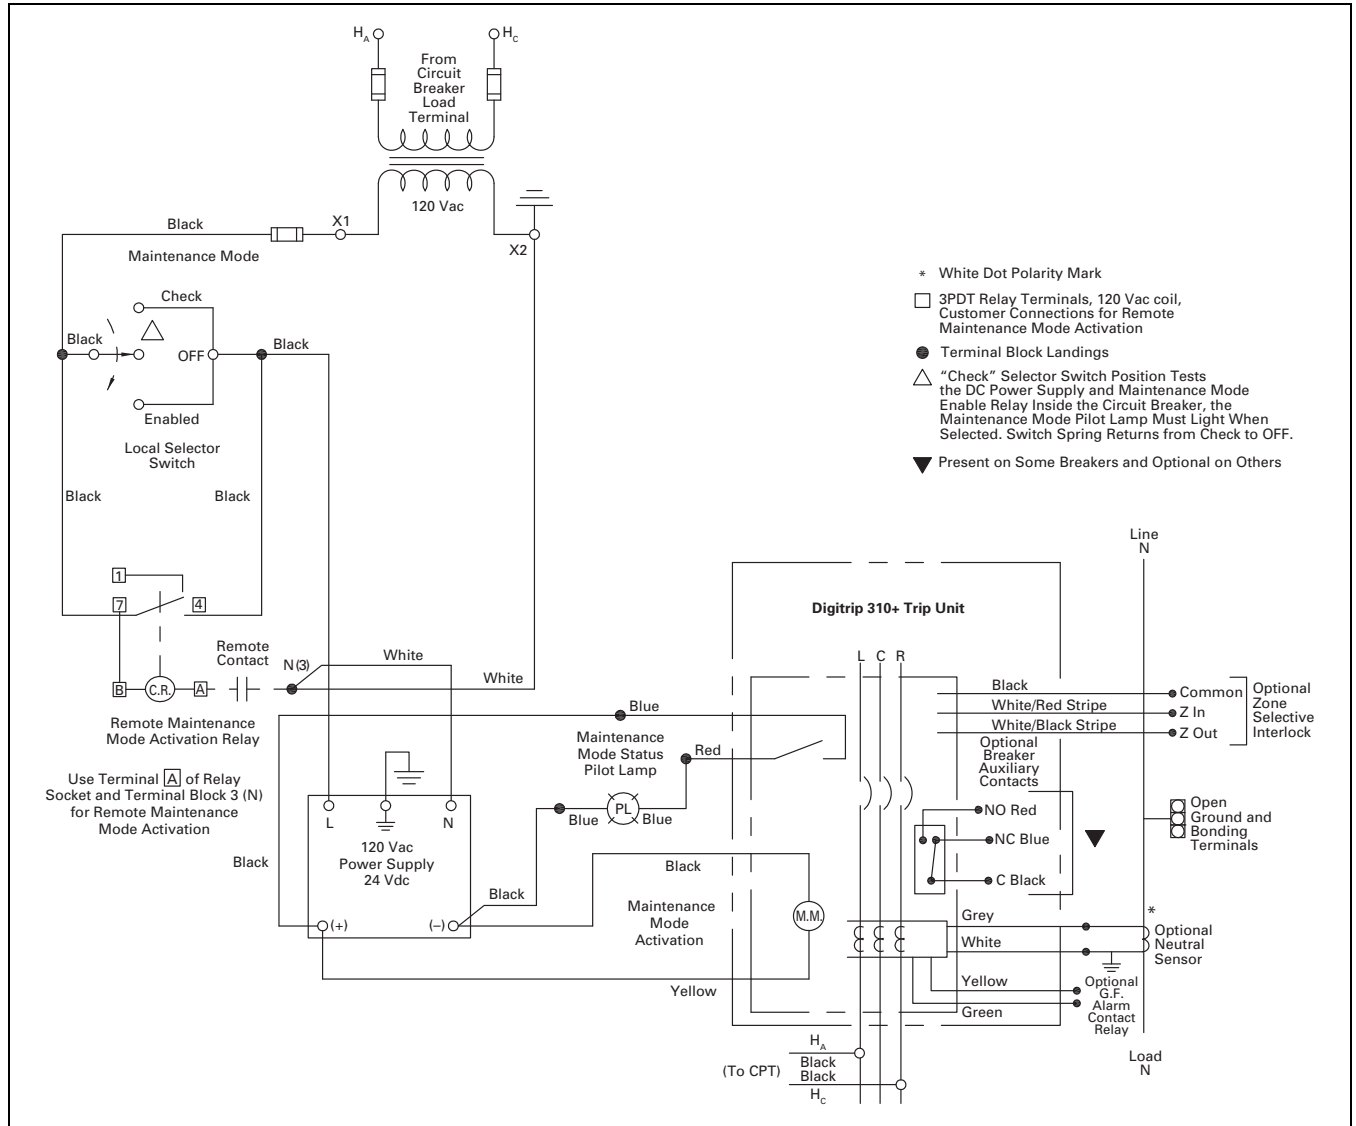 H_A
H_C
From
Circuit
Breaker
Load
Terminal
120 Vac
X1
X2
Black
Maintenance Mode
Check
Black
OFF
Black
Enabled
Local Selector
Switch
Black
Black
* White Dot Polarity Mark
3PDT Relay Terminals, 120 Vac coil,
Customer Connections for Remote
Maintenance Mode Activation
Terminal Block Landings
“Check” Selector Switch Position Tests
the DC Power Supply and Maintenance Mode
Enable Relay Inside the Circuit Breaker, the
Maintenance Mode Pilot Lamp Must Light When
Selected. Switch Spring Returns from Check to OFF.
Present on Some Breakers and Optional on Others
1
7
4
B
C.R.
A
Remote
Contact
N (3)
White
White
Remote Maintenance
Mode Activation Relay
Use Terminal A of Relay
Socket and Terminal Block 3 (N)
for Remote Maintenance
Mode Activation
Blue
Maintenance
Mode Status
Pilot Lamp
Red
Blue
PL
Blue
L
N
120 Vac
Power Supply
24 Vdc
Black
(+)
(–)
Black
Black
Maintenance
Mode
Activation
M.M.
Yellow
Digitrip 310+ Trip Unit
L C R
Line
N
Black
White/Red Stripe
White/Black Stripe
Common
Z In
Z Out
Optional
Zone
Selective
Interlock
Optional
Breaker
Auxiliary
Contacts
NO Red
NC Blue
C Black
Open
Ground and
Bonding
Terminals
Grey
White
*
Optional
Neutral
Sensor
Yellow
Green
Optional
G.F.
Alarm
Contact
Relay
Load
N
H_A
Black
(To CPT)
Black
H_C